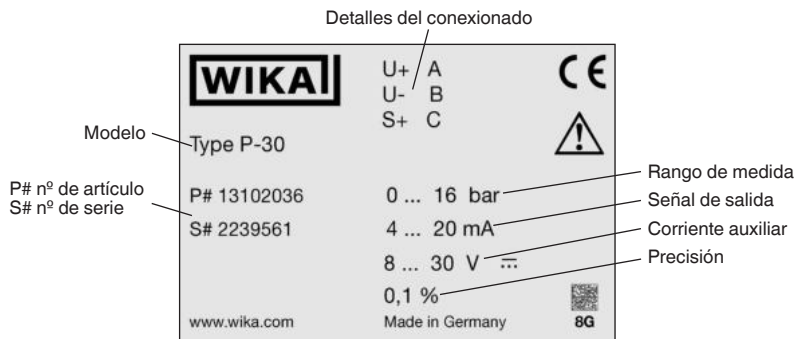 Detalles del conexionado
WIKA
U+ A
U- B
S+ C
CE
Modelo
Type P-30
P# nº de artículo
S# nº de serie
P# 13102036
S# 2239561
0 ... 16 bar
4 ... 20 mA
8 ... 30 V
0,1 %
Rango de medida
Señal de salida
Corriente auxiliar
Precisión
www.wika.com
Made in Germany
8G